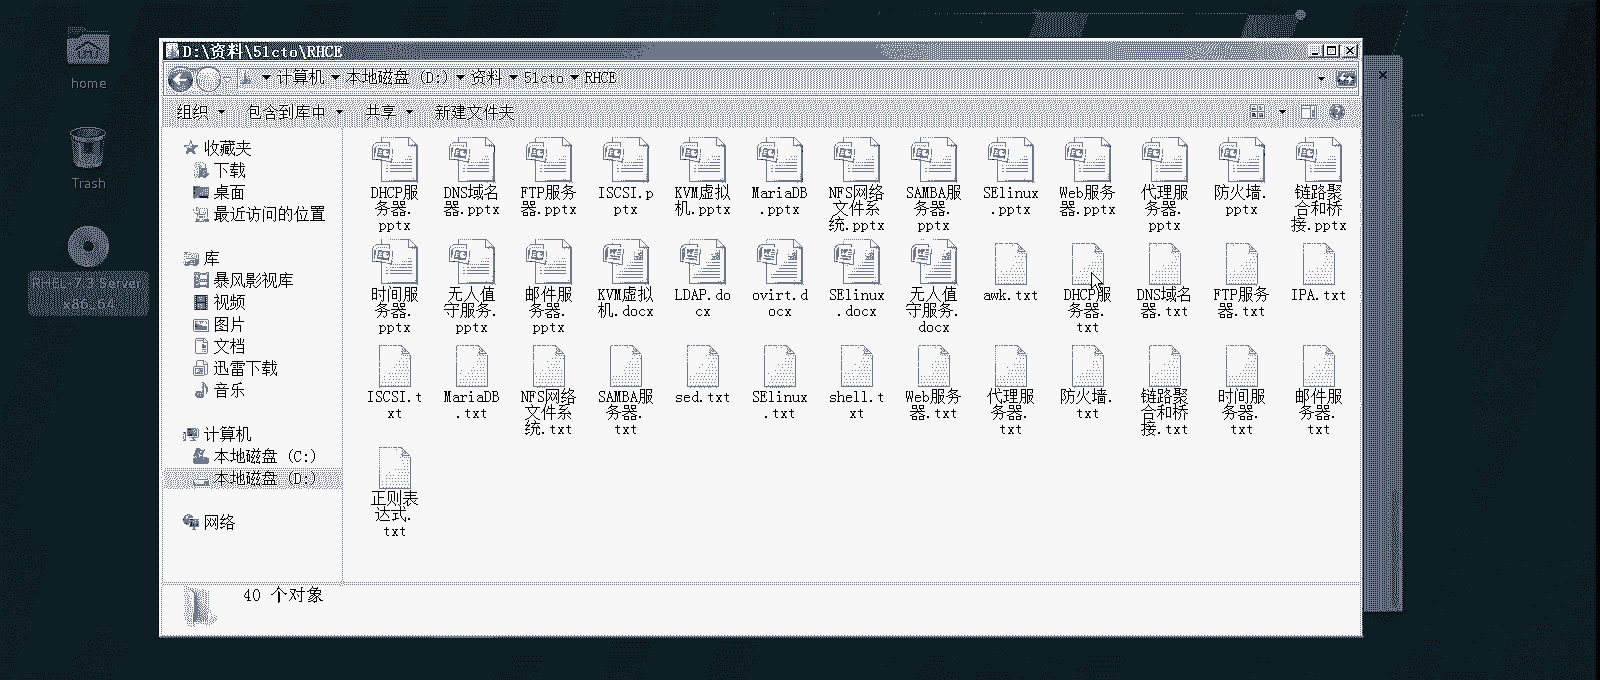 home
Trash
RHEL-7.3 Server
x86_64
D:\资料\51cto\RHCE
计算机 本地磁盘 (D:) 资料 51cto RHCE
组织 包含到库中 共享 新建文件夹
收藏夹
下载
桌面
最近访问的位置
库
暴风影视库
视频
图片
文档
迅雷下载
音乐
计算机
本地磁盘 (C:)
本地磁盘 (D:)
网络
DHCP服
务器.
pptx
DNS域名
器.pptx
FTP服务
器.pptx
ISCSI.p
ptx
KVM虚拟
机.pptx
MariaDB
.pptx
NFS网络
文件系
统.pptx
SAMBA服
务器.
pptx
SElinux
.pptx
Web服务
器.pptx
代理服
务器.
pptx
防火墙.
pptx
链路聚
合和桥
接.pptx
时间服
务器.
pptx
无人值
守服务.
pptx
邮件服
务器.
pptx
KVM虚拟
机.docx
LDAP.do
cx
ovirt.d
ocx
SElinux
.docx
无人值
守服务.
docx
awk.txt
DHCP服
务器.
txt
DNS域名
器.txt
FTP服务
器.txt
IPA.txt
ISCSI.t
xt
MariaDB
.txt
NFS网络
文件系
统.txt
SAMBA服
务器.
txt
sed.txt
SElinux
.txt
shell.t
xt
Web服务
器.txt
代理服
务器.
txt
防火墙.
txt
链路聚
合和桥
接.txt
时间服
务器.
txt
邮件服
务器.
txt
正则表
达式.
txt
40 个对象